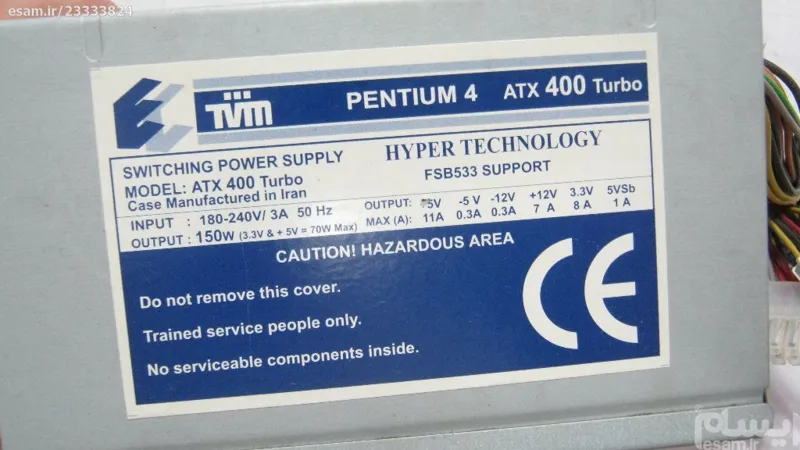 esam.ir/23333824
TVM PENTIUM 4 ATX 400 Turbo
SWITCHING POWER SUPPLY
MODEL: ATX 400 Turbo
Case Manufactured in Iran
HYPER TECHNOLOGY
FSB533 SUPPORT
INPUT : 180-240V/ 3A 50 Hz
OUTPUT : 150W (3.3V & + 5V = 70W Max)
OUTPUT: +5V -5 V -12V +12V 3.3V 5VSb
MAX (A): 11A 0.3A 0.3A 7 A 8 A 1 A
CAUTION! HAZARDOUS AREA
Do not remove this cover.
Trained service people only.
No serviceable components inside.
CE
ایسام
esam.ir